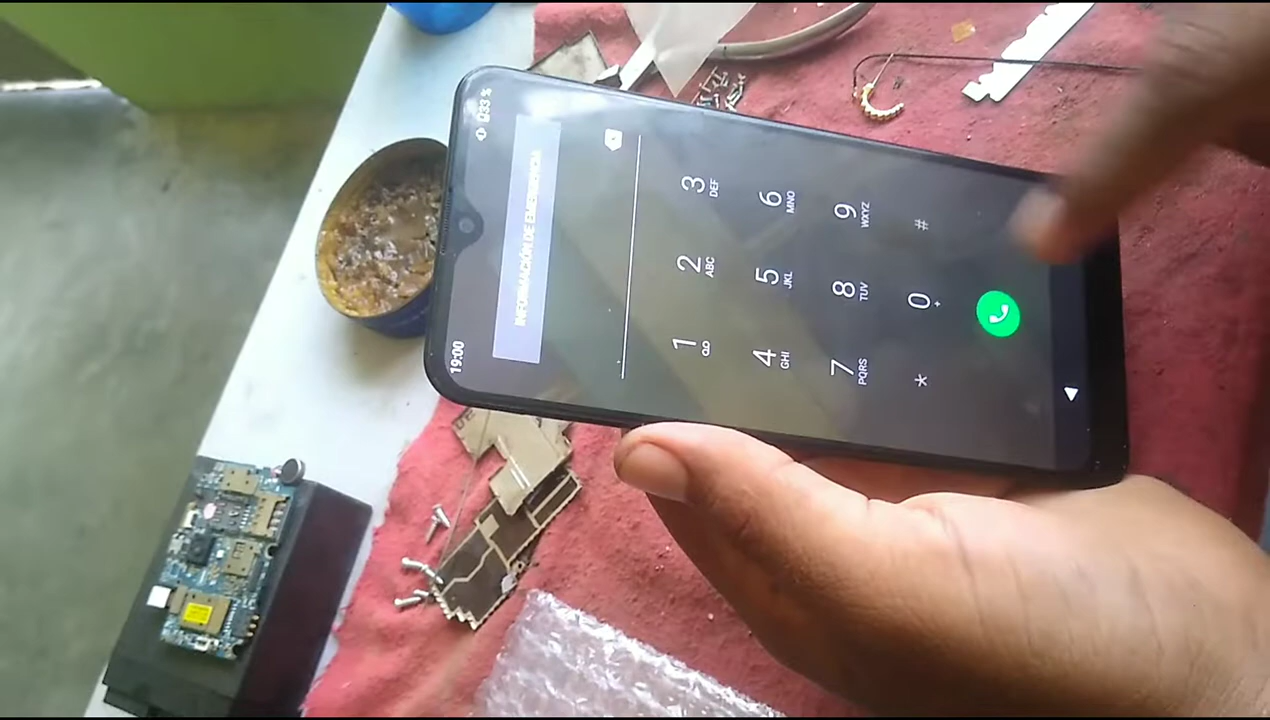 19:00
33 %
INFORMACIÓN DE EMERGENCIA
1
2 ABC
3 DEF
4 GHI
5 JKL
6 MNO
7 PQRS
8 TUV
9 WXYZ
*
0 +
#